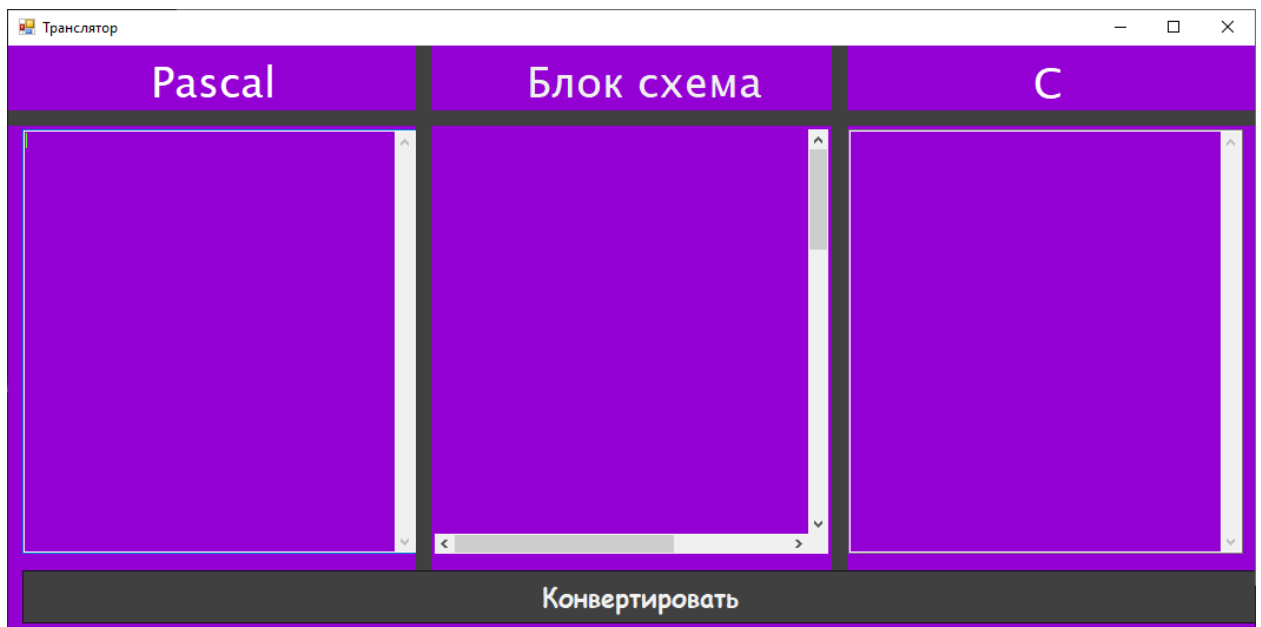 Транслятор
Pascal
Блок схема
C
Конвертировать